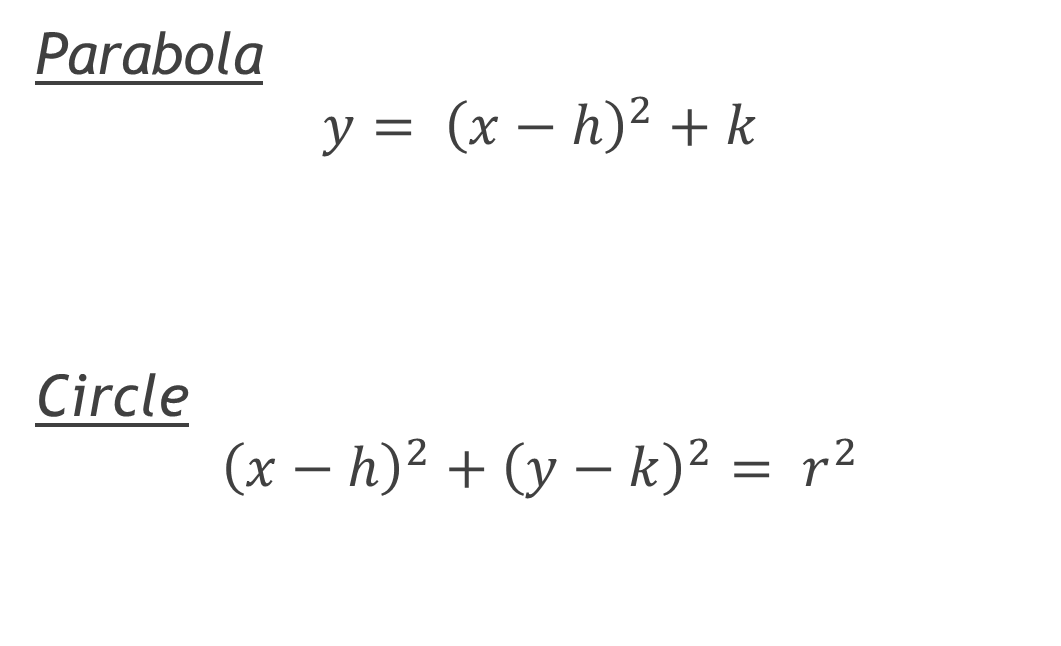 Parabola
y = (x − h)² + k
Circle
(x − h)² + (y − k)² = r²